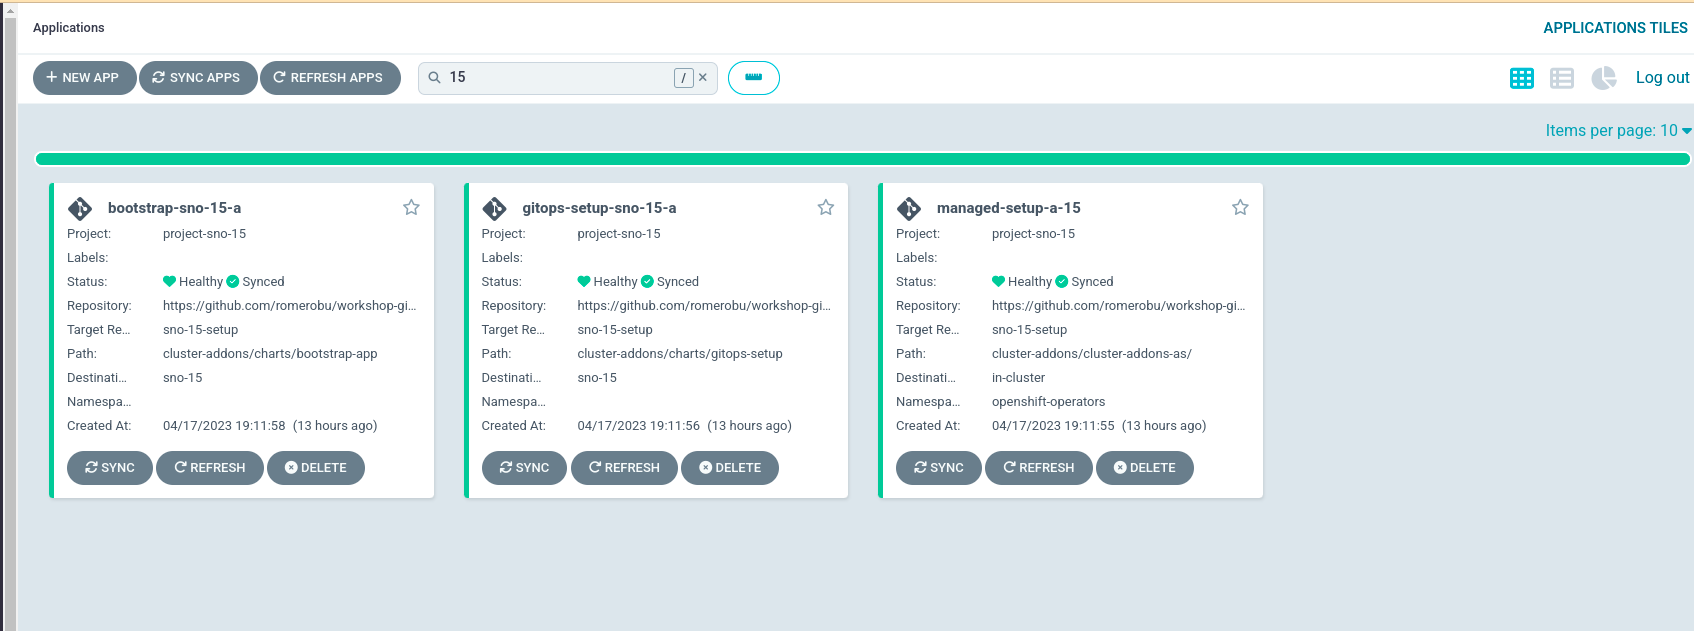 Applications
APPLICATIONS TILES
NEW APP
SYNC APPS
REFRESH APPS
15
/
Log out
Items per page: 10
bootstrap-sno-15-a
Project: project-sno-15
Labels:
Status: Healthy Synced
Repository: https://github.com/romerobu/workshop-gi...
Target Re... sno-15-setup
Path: cluster-addons/charts/bootstrap-app
Destinati... sno-15
Namespa...
Created At: 04/17/2023 19:11:58 (13 hours ago)
SYNC REFRESH DELETE
gitops-setup-sno-15-a
Project: project-sno-15
Labels:
Status: Healthy Synced
Repository: https://github.com/romerobu/workshop-gi...
Target Re... sno-15-setup
Path: cluster-addons/charts/gitops-setup
Destinati... sno-15
Namespa...
Created At: 04/17/2023 19:11:56 (13 hours ago)
SYNC REFRESH DELETE
managed-setup-a-15
Project: project-sno-15
Labels:
Status: Healthy Synced
Repository: https://github.com/romerobu/workshop-gi...
Target Re... sno-15-setup
Path: cluster-addons/cluster-addons-as/
Destinati... in-cluster
Namespa... openshift-operators
Created At: 04/17/2023 19:11:55 (13 hours ago)
SYNC REFRESH DELETE